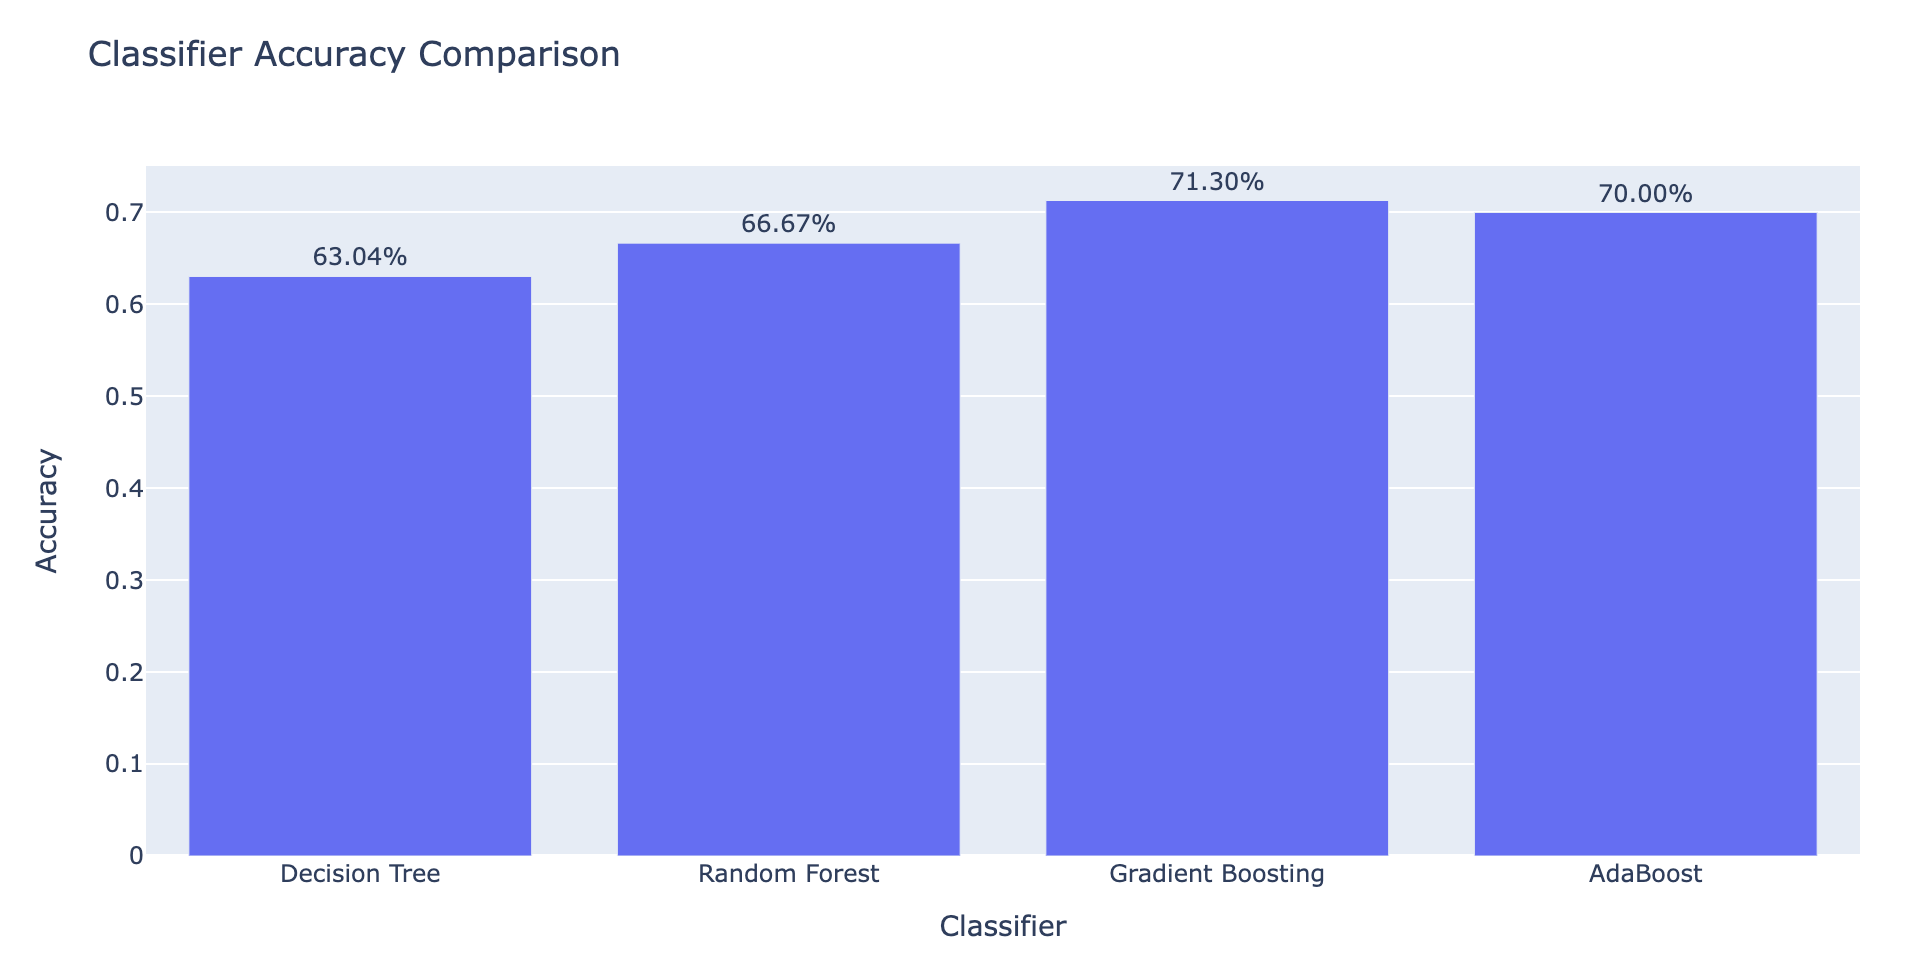 Classifier Accuracy Comparison
71.30%
70.00%
66.67%
63.04%
0.7
0.6
0.5
0.4
0.3
0.2
0.1
0
Accuracy
Decision Tree
Random Forest
Gradient Boosting
AdaBoost
Classifier